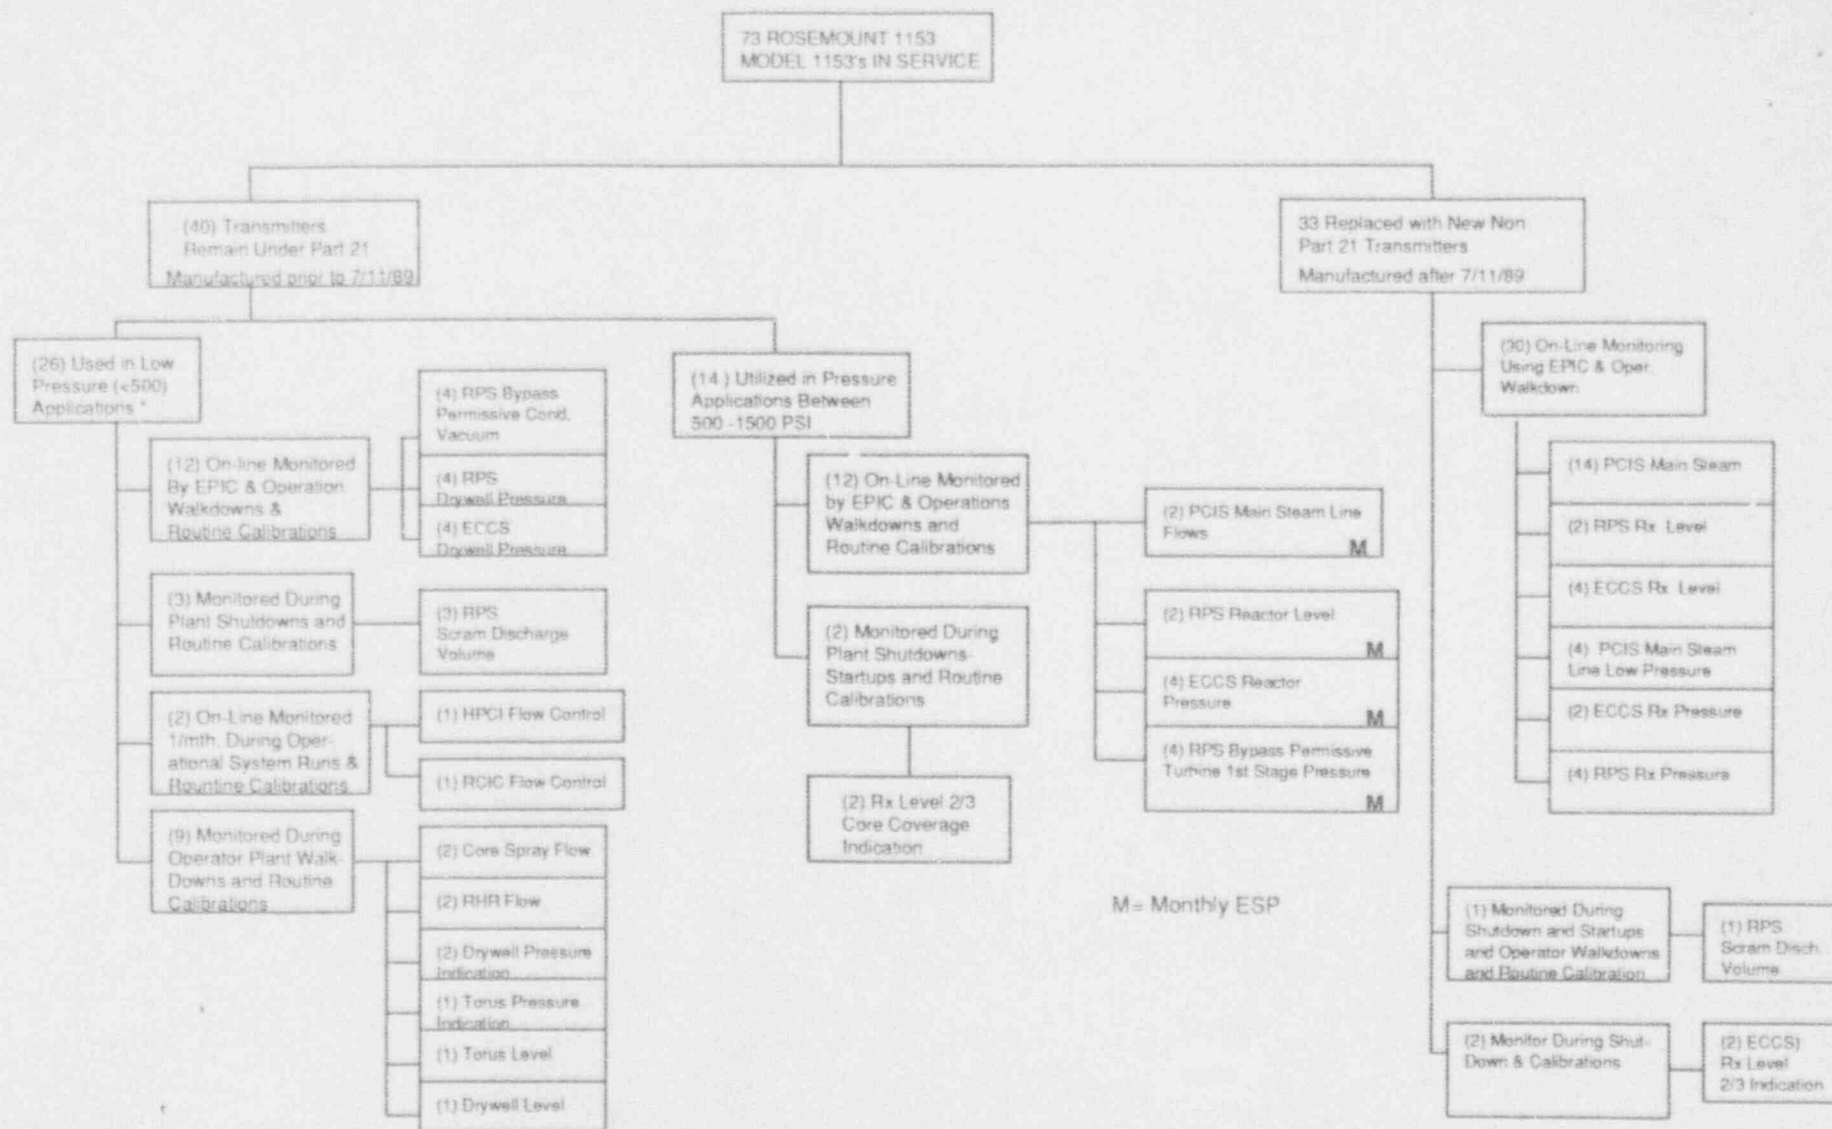 73 ROSEMOUNT 1153
MODEL 1153's IN SERVICE
(40) Transmitters
Remain Under Part 21
Manufactured prior to 7/11/89
33 Replaced with New Non
Part 21 Transmitters
Manufactured after 7/11/89
(26) Used in Low
Pressure (<500)
Applications *
(12) On-line Monitored
By EPIC & Operation
Walkdowns &
Routine Calibrations
(4) RPS Bypass
Permissive Cond.
Vacuum
(4) RPS
Drywell Pressure
(4) ECCS
Drywell Pressure
(3) Monitored During
Plant Shutdowns and
Routine Calibrations
(3) RPS
Scram Discharge
Volume
(2) On-Line Monitored
1/mth. During Oper-
ational System Runs &
Rountine Calibrations
(1) HPCI Flow Control
(1) RCIC Flow Control
(9) Monitored During
Operator Plant Walk-
Downs and Routine
Calibrations
(2) Core Spray Flow
(2) RHR Flow
(2) Drywell Pressure
Indication
(1) Torus Pressure
Indication
(1) Torus Level
(1) Drywell Level
(14 ) Utilized in Pressure
Applications Between
500 -1500 PSI
(12) On-Line Monitored
by EPIC & Operations
Walkdowns and
Routine Calibrations
(2) PCIS Main Steam Line
Flows
M
(2) RPS Reactor Level
M
(4) ECCS Reactor
Pressure
M
(4) RPS Bypass Permissive
Turbine 1st Stage Pressure
M
(2) Monitored During
Plant Shutdowns-
Startups and Routine
Calibrations
(2) Rx Level 2/3
Core Coverage
Indication
M= Monthly ESP
(30) On-Line Monitoring
Using EPIC & Oper.
Walkdown
(14) PCIS Main Steam
(2) RPS Rx Level
(4) ECCS Rx Level
(4) PCIS Main Steam
Line Low Pressure
(2) ECCS Rx Pressure
(4) RPS Rx Pressure
(1) Monitored During
Shutdown and Startups
and Operator Walkdowns
and Routine Calibration
(1) RPS
Scram Disch.
Volume
(2) Monitor During Shut-
Down & Calibrations
(2) ECCS)
Rx Level
2/3 Indication